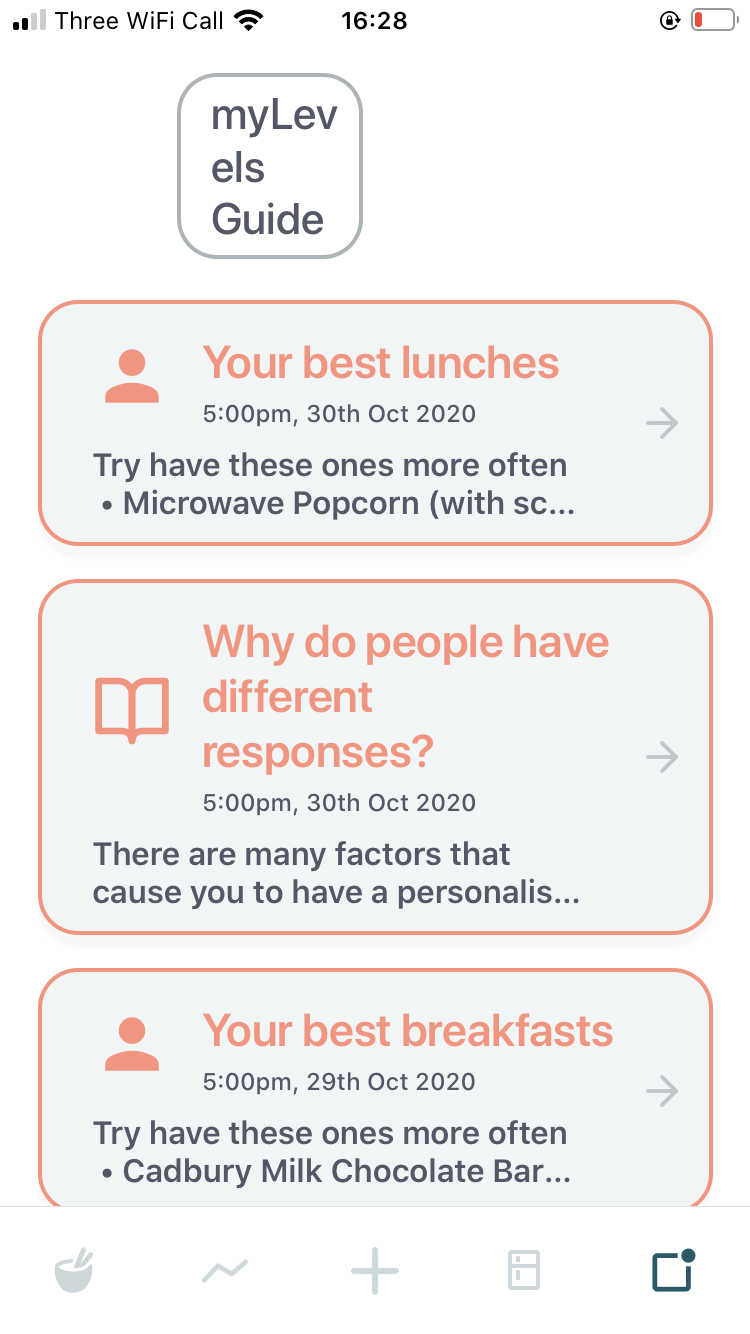 Three WiFi Call 16:28
myLev
els
Guide
Your best lunches
5:00pm, 30th Oct 2020
Try have these ones more often
• Microwave Popcorn (with sc...
Why do people have
different
responses?
5:00pm, 30th Oct 2020
There are many factors that
cause you to have a personalis...
Your best breakfasts
5:00pm, 29th Oct 2020
Try have these ones more often
• Cadbury Milk Chocolate Bar...